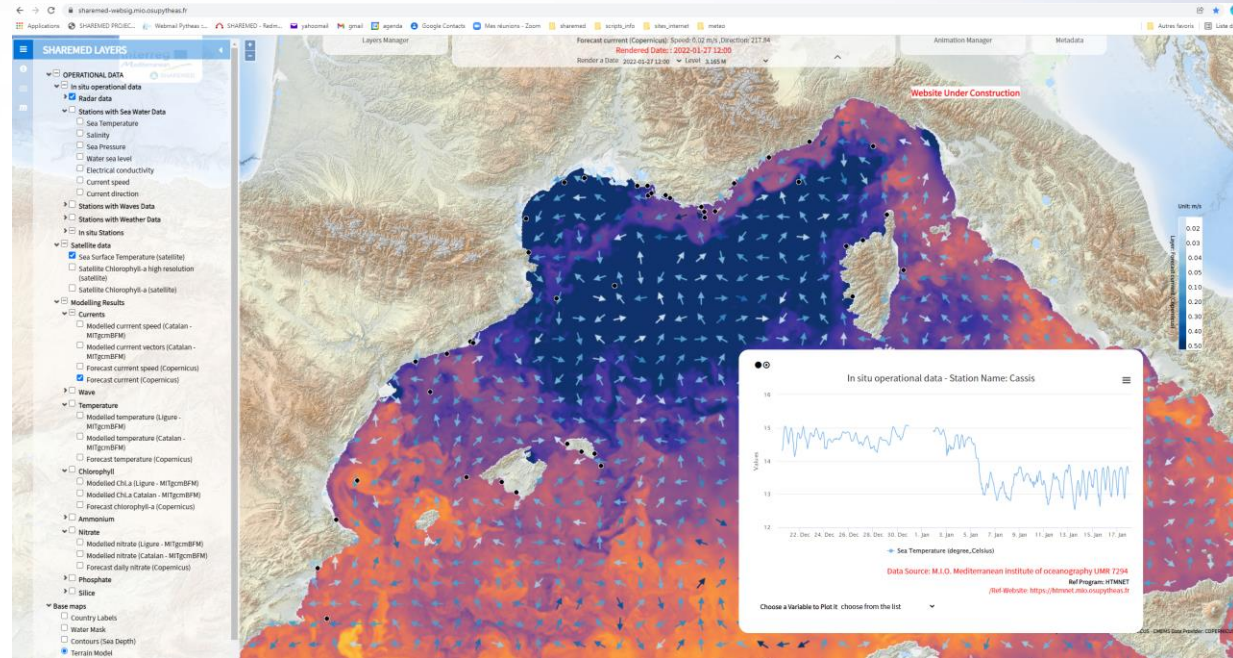 sharemed-websig.mio.osupytheas.fr
Applications
SHAREMED PROJEC...
Webmail Pytheas :...
SHAREMED - Redm...
yahoomail
gmail
agenda
Google Contacts
Mes réunions - Zoom
sharemed
scripts_info
sites_internet
meteo
Autres favoris
SHAREMED LAYERS
OPERATIONAL DATA
In situ operational data
Radar data
Stations with Sea Water Data
Sea Temperature
Salinity
Sea Pressure
Water sea level
Electrical conductivity
Current speed
Current direction
Stations with Waves Data
Stations with Weather Data
In situ Stations
Satellite data
Sea Surface Temperature (satellite)
Satellite Chlorophyll-a high resolution
(satellite)
Satellite Chlorophyll-a (satellite)
Modelling Results
Currents
Modelled currrent speed (Catalan -
MITgcmBFM)
Modelled currrent vectors (Catalan -
MITgcmBFM)
Forecast current speed (Copernicus)
Forecast current (Copernicus)
Wave
Temperature
Modelled temperature (Ligure -
MITgcmBFM)
Modelled temperature (Catalan -
MITgcmBFM)
Forecast temperature (Copernicus)
Chlorophyll
Modelled Chl.a (Ligure - MITgcmBFM)
Modelled Chl.a Catalan - MITgcmBFM)
Forecast chlorophyll-a (Copernicus)
Ammonium
Nitrate
Modelled nitrate (Ligure - MITgcmBFM)
Modelled nitrate (Catalan - MITgcmBFM)
Forecast daily nitrate (Copernicus)
Phosphate
Silice
Base maps
Country Labels
Water Mask
Contours (Sea Depth)
Terrain Model
Layers Manager
Forecast current (Copernicus): Speed: 0.02 m/s ,Direction: 217.84
Rendered Date: : 2022-01-27 12:00
Render a Date 2022-01-27 12:00 Level 3.165 M
Animation Manager
Metadata
Website Under Construction
Unit: m/s
0.02
0.03
0.04
0.05
0.10
0.20
0.30
0.40
0.50
Layer: Forecast current (Copernicus)
In situ operational data - Station Name: Cassis
Values
16
15
14
13
12
22. Dec 24. Dec 26. Dec 28. Dec 30. Dec 1. Jan 3. Jan 5. Jan 7. Jan 9. Jan 11. Jan 13. Jan 15. Jan 17. Jan
Sea Temperature (degree_Celsius)
Data Source: M.I.O. Mediterranean Institute of oceanography UMR 7294
Ref Program: HTMNET
/Ref-Website https://htmnet.mio.osupytheas.fr
Choose a Variable to Plot it choose from the list